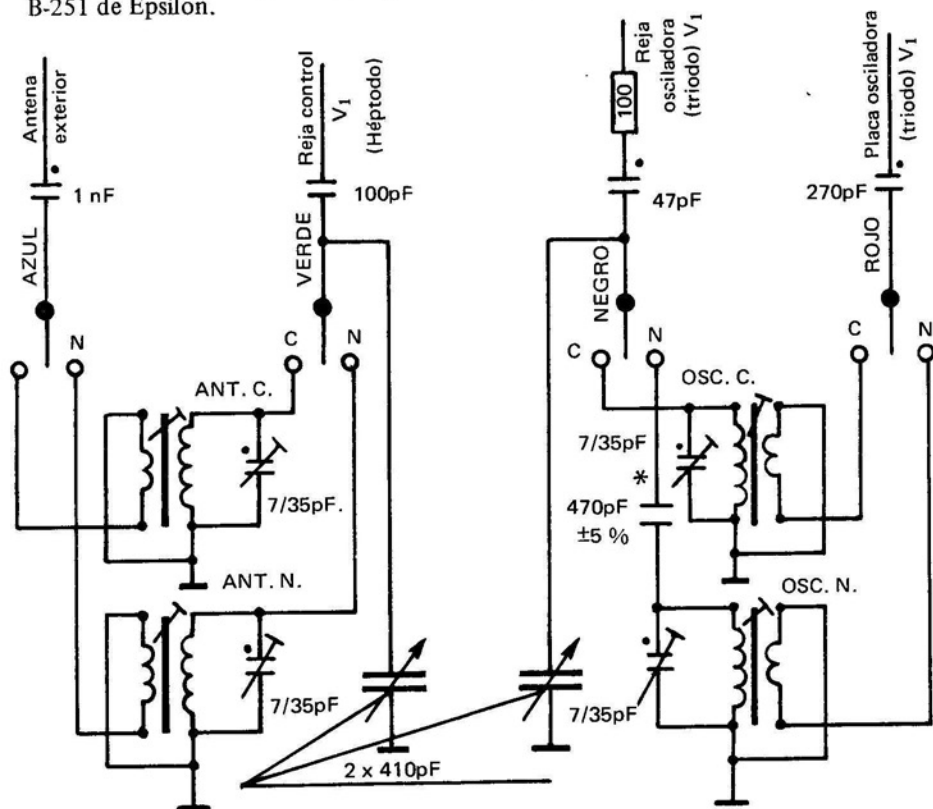 B-251 de Epsilon.
Antena
exterior
1 nF
AZUL
N
Reja control
V₁
(Héptodo)
100pF
VERDE
C
N
100
Reja
osciladora
(triodo) V₁
47pF
NEGRO
C
N
Placa osciladora
(triodo) V₁
270pF
ROJO
C
N
ANT. C.
7/35pF.
ANT. N.
7/35pF
2 x 410pF
OSC. C.
7/35pF
*
470pF
±5 %
OSC. N.
7/35pF